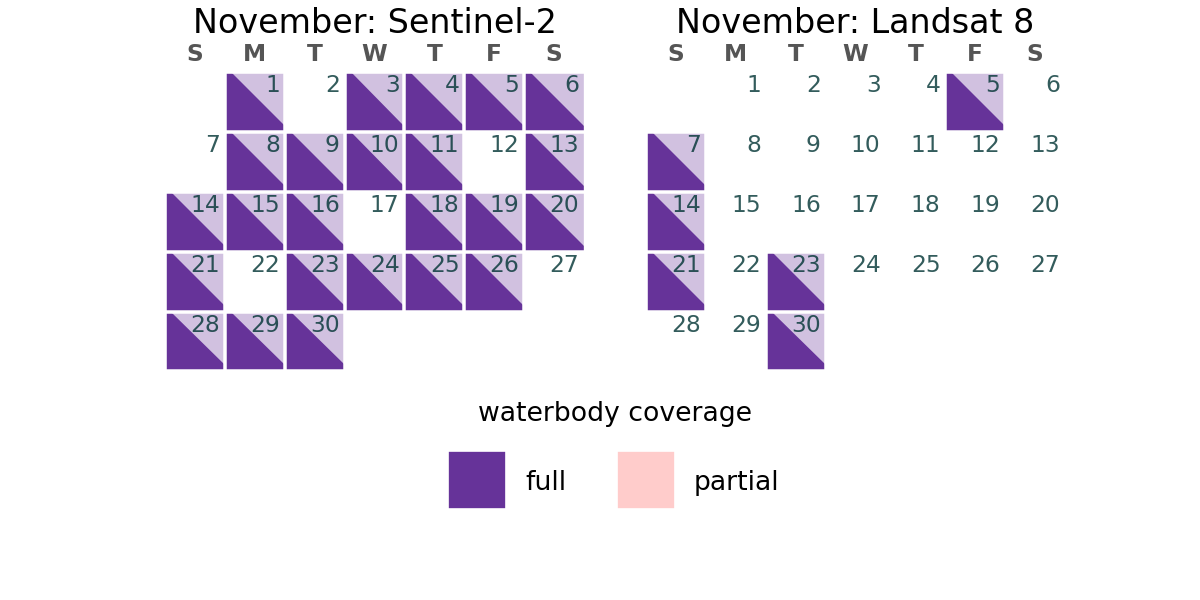 November: Sentinel-2
S M T W T F S
1 2 3 4 5 6
7 8 9 10 11 12 13
14 15 16 17 18 19 20
21 22 23 24 25 26 27
28 29 30
November: Landsat 8
S M T W T F S
1 2 3 4 5 6
7 8 9 10 11 12 13
14 15 16 17 18 19 20
21 22 23 24 25 26 27
28 29 30
waterbody coverage
full partial